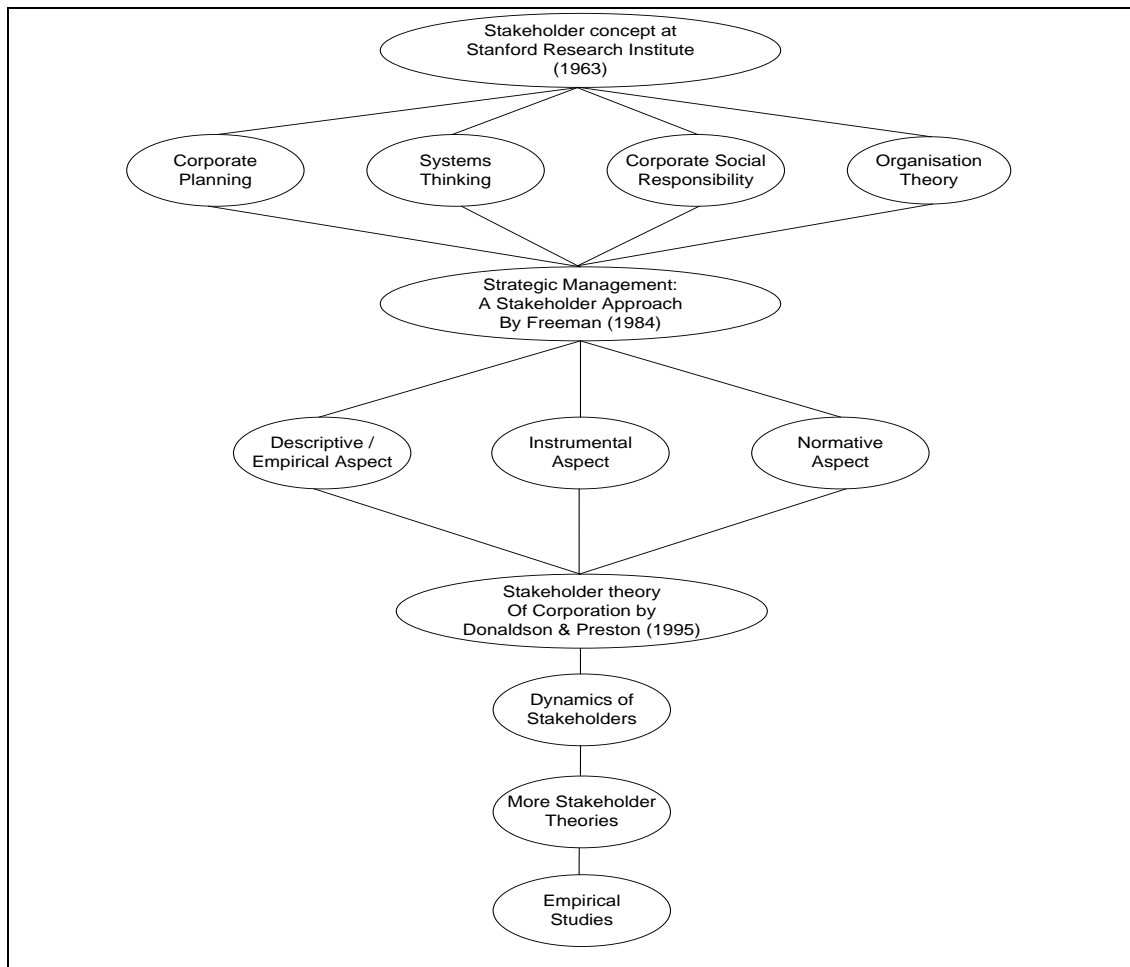 Stakeholder concept at
Stanford Research Institute
(1963)
Corporate
Planning
Systems
Thinking
Corporate Social
Responsibility
Organisation
Theory
Strategic Management:
A Stakeholder Approach
By Freeman (1984)
Descriptive /
Empirical Aspect
Instrumental
Aspect
Normative
Aspect
Stakeholder theory
Of Corporation by
Donaldson & Preston (1995)
Dynamics of
Stakeholders
More Stakeholder
Theories
Empirical
Studies